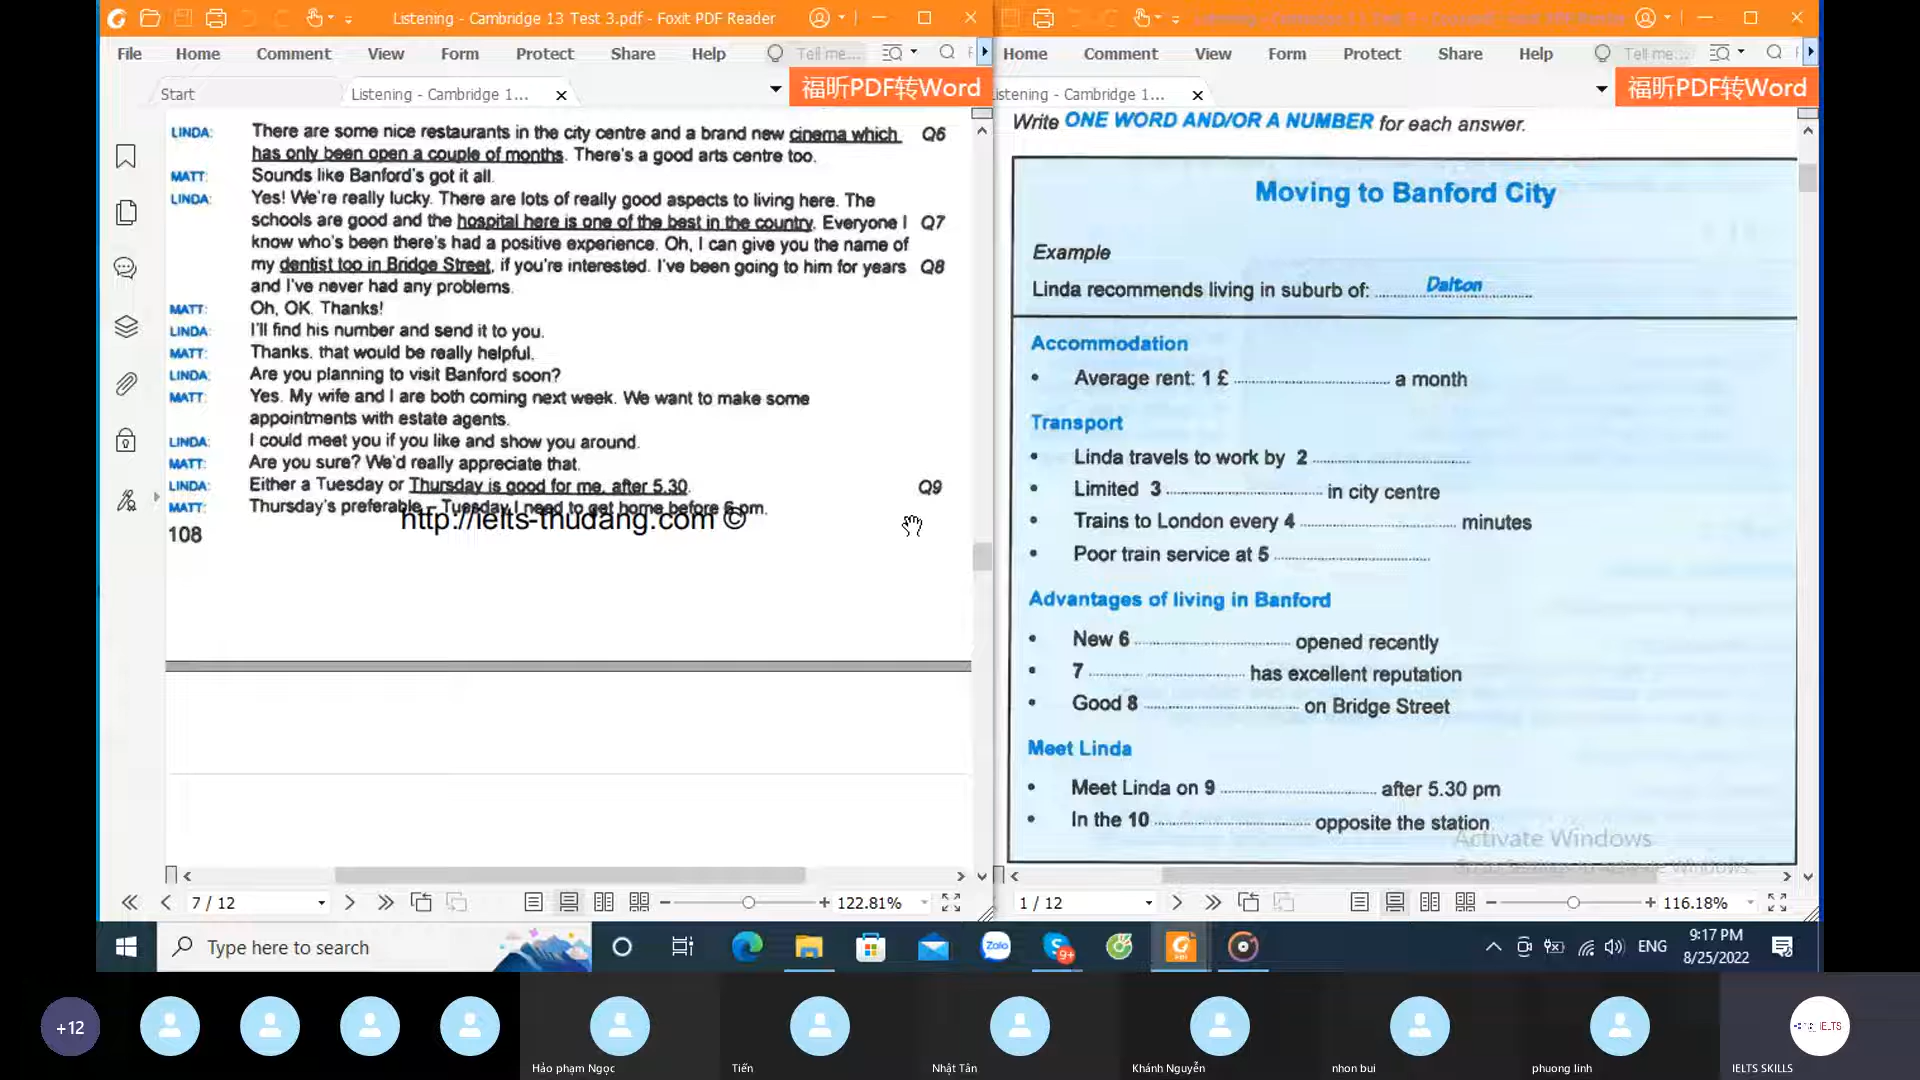 Listening - Cambridge 13 Test 3.pdf - Foxit PDF Reader
File Home Comment View Form Protect Share Help Tell me...
福昕PDF转Word
Start
Listening - Cambridge 1...
LINDA: There are some nice restaurants in the city centre and a brand new cinema which Q6
has only been open a couple of months. There's a good arts centre too.
MATT: Sounds like Banford's got it all.
LINDA: Yes! We're really lucky. There are lots of really good aspects to living here. The
schools are good and the hospital here is one of the best in the country. Everyone I Q7
know who's been there's had a positive experience. Oh, I can give you the name of
my dentist too in Bridge Street, if you're interested. I've been going to him for years Q8
and I've never had any problems.
MATT: Oh, OK. Thanks!
LINDA: I'll find his number and send it to you.
MATT: Thanks, that would be really helpful.
LINDA: Are you planning to visit Banford soon?
MATT: Yes. My wife and I are both coming next week. We want to make some
appointments with estate agents.
LINDA: I could meet you if you like and show you around.
MATT: Are you sure? We'd really appreciate that.
LINDA: Either a Tuesday or Thursday is good for me, after 5.30. Q9
MATT: Thursday's preferable – Tuesday I need to get home before 6 pm.
http://ielts-thudang.com ©
108
7 / 12
122.81%
Home Comment View Form Protect Share Help Tell me...
福昕PDF转Word
istening - Cambridge 1...
Write ONE WORD AND/OR A NUMBER for each answer.
Moving to Banford City
Example
Linda recommends living in suburb of: Dalton
Accommodation
• Average rent: 1 £ a month
Transport
• Linda travels to work by 2
• Limited 3 in city centre
• Trains to London every 4 minutes
• Poor train service at 5
Advantages of living in Banford
• New 6 opened recently
• 7 has excellent reputation
• Good 8 on Bridge Street
Meet Linda
• Meet Linda on 9 after 5.30 pm
• In the 10 opposite the station
Activate Windows
1 / 12
116.18%
Type here to search
Zalo
9+
ENG
9:17 PM
8/25/2022
+12
Hảo phạm Ngọc
Tiến
Nhật Tân
Khánh Nguyễn
nhon bui
phuong linh
IELTS SKILLS